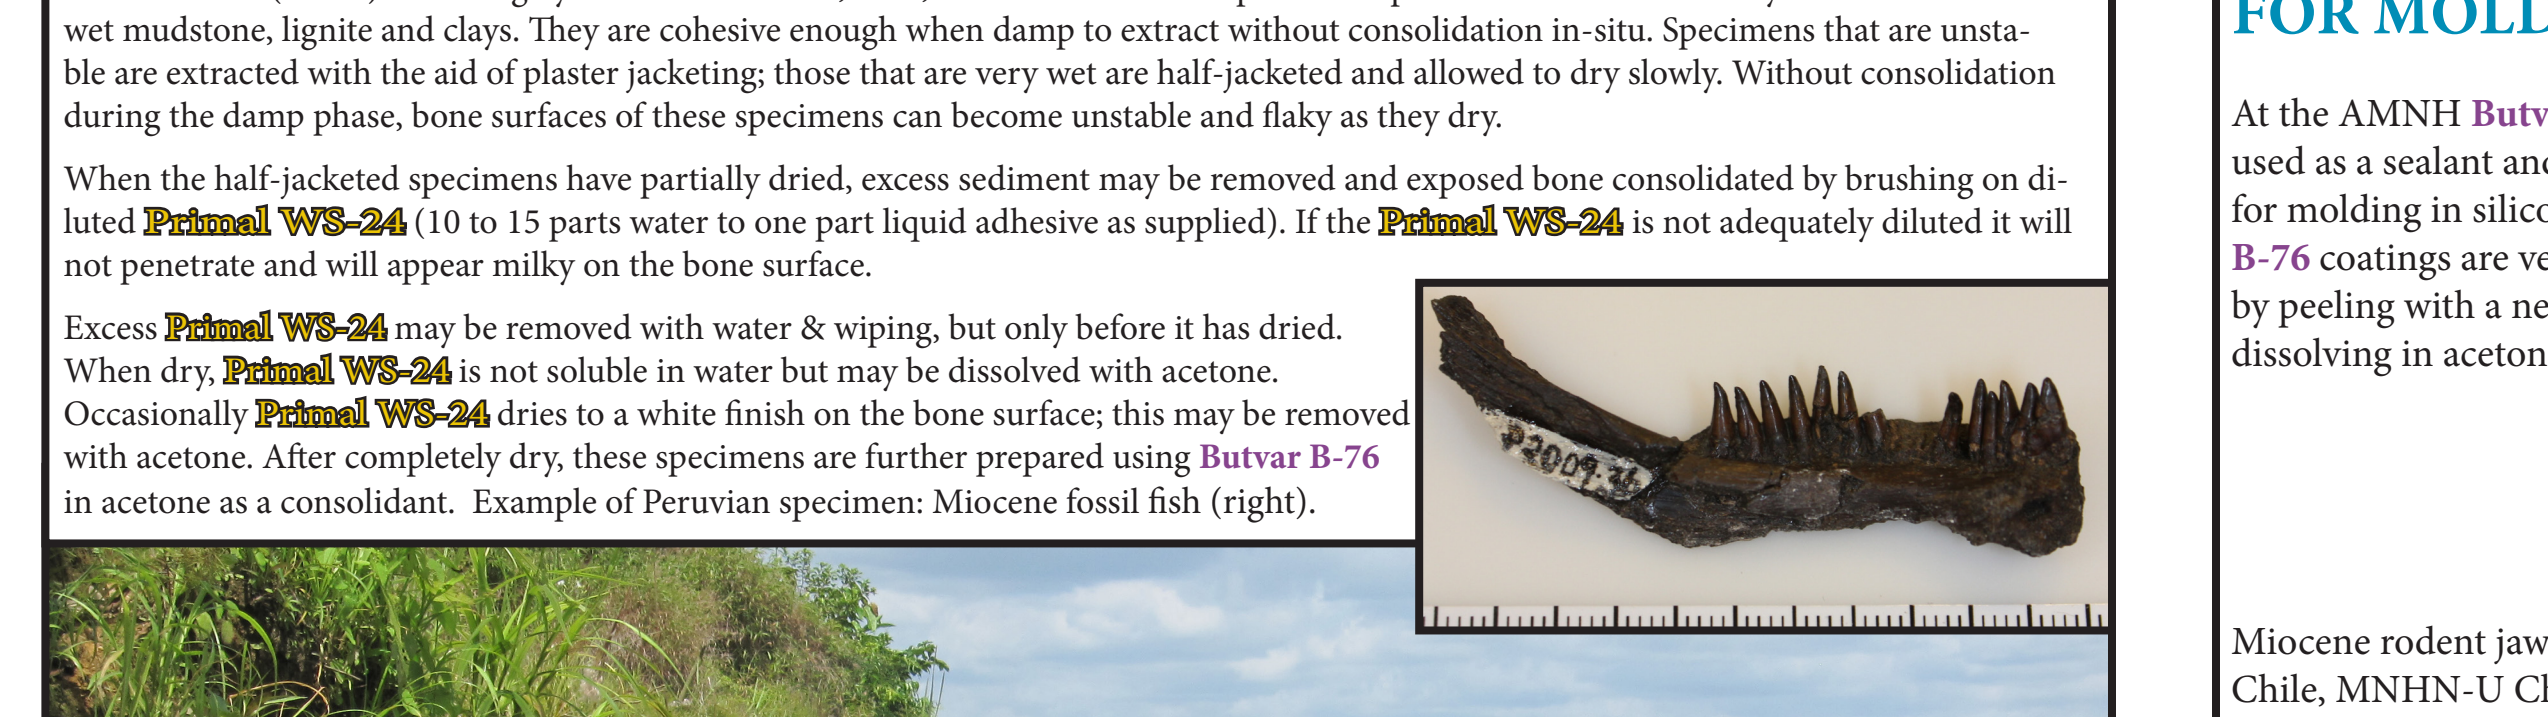 wet mudstone, lignite and clays. They are cohesive enough when damp to extract without consolidation in-situ. Specimens that are unsta-
ble are extracted with the aid of plaster jacketing; those that are very wet are half-jacketed and allowed to dry slowly. Without consolidation
during the damp phase, bone surfaces of these specimens can become unstable and flaky as they dry.
When the half-jacketed specimens have partially dried, excess sediment may be removed and exposed bone consolidated by brushing on di-
luted Primal WS-24 (10 to 15 parts water to one part liquid adhesive as supplied). If the Primal WS-24 is not adequately diluted it will
not penetrate and will appear milky on the bone surface.
Excess Primal WS-24 may be removed with water & wiping, but only before it has dried.
When dry, Primal WS-24 is not soluble in water but may be dissolved with acetone.
Occasionally Primal WS-24 dries to a white finish on the bone surface; this may be removed
with acetone. After completely dry, these specimens are further prepared using Butvar B-76
in acetone as a consolidant. Example of Peruvian specimen: Miocene fossil fish (right).
FOR MOLD
At the AMNH Butv
used as a sealant and
for molding in silico
B-76 coatings are ve
by peeling with a ne
dissolving in aceton
Miocene rodent jaw
Chile, MNHN-U Ch